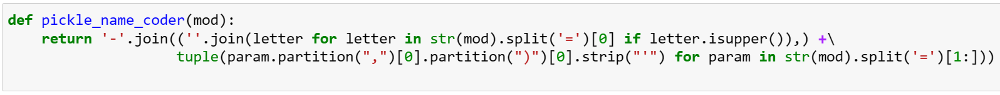 def pickle_name_coder(mod):
    return '-'.join((''.join(letter for letter in str(mod).split('=')[0] if letter.isupper()),) +\
                     tuple(param.partition(",")[0].partition(")")[0].strip("'") for param in str(mod).split('=')[1:]))